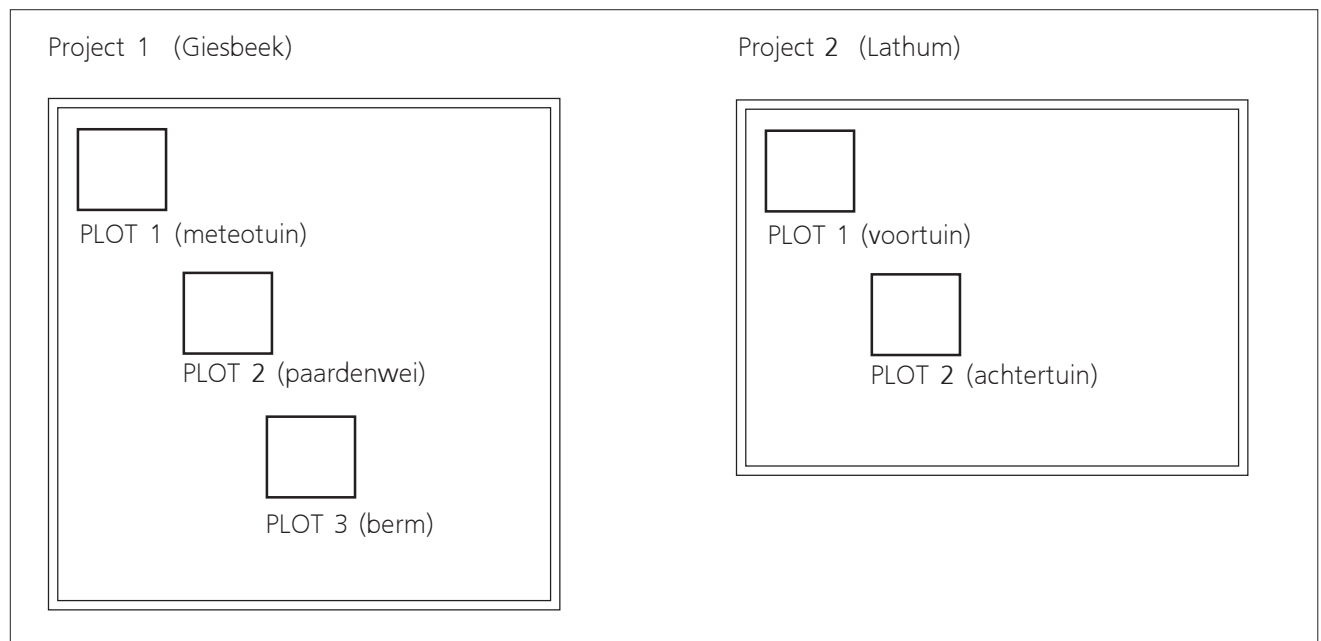 Project 1 (Giesbeek)
PLOT 1 (meteotuin)
PLOT 2 (paardenwei)
PLOT 3 (berm)
Project 2 (Lathum)
PLOT 1 (voortuin)
PLOT 2 (achtertuin)